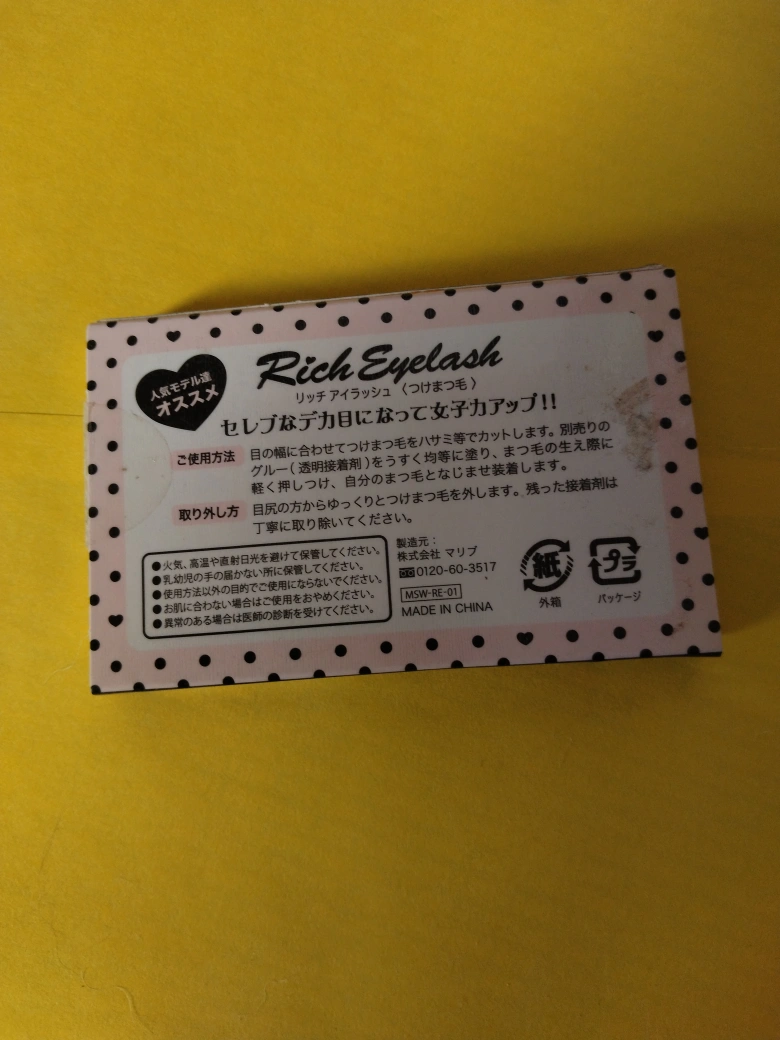 人気モデル達
オススメ
Rich Eyelash
リッチ アイラッシュ 〈つけまつ毛〉
セレブなデカ目になって女子力アップ!!
ご使用方法
目の幅に合わせてつけまつ毛をハサミ等でカットします。別売りの
グルー(透明接着剤)をうすく均等に塗り、まつ毛の生え際に
軽く押しつけ、自分のまつ毛となじませ装着します。
取り外し方
目尻の方からゆっくりとつけまつ毛を外します。残った接着剤は
丁寧に取り除いてください。
●火気、高温や直射日光を避けて保管してください。
●乳幼児の手の届かない所に保管してください。
●使用方法以外の目的でご使用にならないでください。
●お肌に合わない場合はご使用をおやめください。
●異常のある場合は医師の診断を受けてください。
製造元:
株式会社 マリブ
0120-60-3517
MSW-RE-01
MADE IN CHINA
紙
外箱
プラ
パッケージ